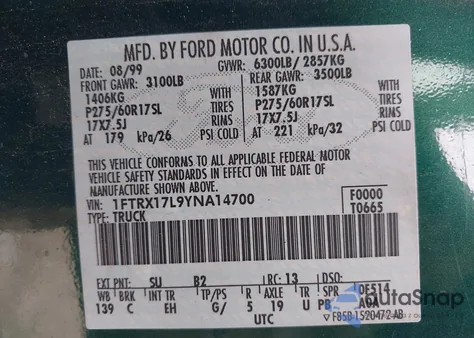 MFD. BY FORD MOTOR CO. IN U.S.A.
DATE: 08/99 GVWR: 6300LB/ 2857KG
FRONT GAWR: 3100LB REAR GAWR: 3500LB
1406KG WITH 1587KG WITH
P275/60R17SL TIRES P275/60R17SL TIRES
17X7.5J RIMS 17X7.5J RIMS
AT 179 kPa/26 PSI COLD AT 221 kPa/32 PSI COLD
THIS VEHICLE CONFORMS TO ALL APPLICABLE FEDERAL MOTOR
VEHICLE SAFETY STANDARDS IN EFFECT ON THE DATE OF
MANUFACTURE SHOWN ABOVE.
VIN: 1FTRX17L9YNA14700 F0000
TYPE: TRUCK T0665
EXT PNT: SU B2 RC: 13 DSO:
WB BRK INT TR TP/PS R AXLE TR SPR 0E514
139 C EH G/ 5 19 U
UTC F85B 1520472 AB
AutoSnap